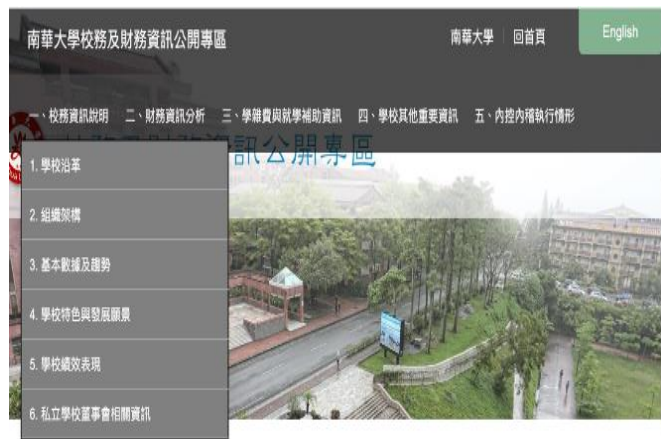 南華大學校務及財務資訊公開專區
南華大學 回首頁 English
一、校務資訊說明 二、財務資訊分析 三、學雜費與就學補助資訊 四、學校其他重要資訊 五、內控內稽執行情形
訊公開專區
1. 學校沿革
2. 組織架構
3. 基本數據及趨勢
4. 學校特色與發展願景
5. 學校績效表現
6. 私立學校董事會相關資訊